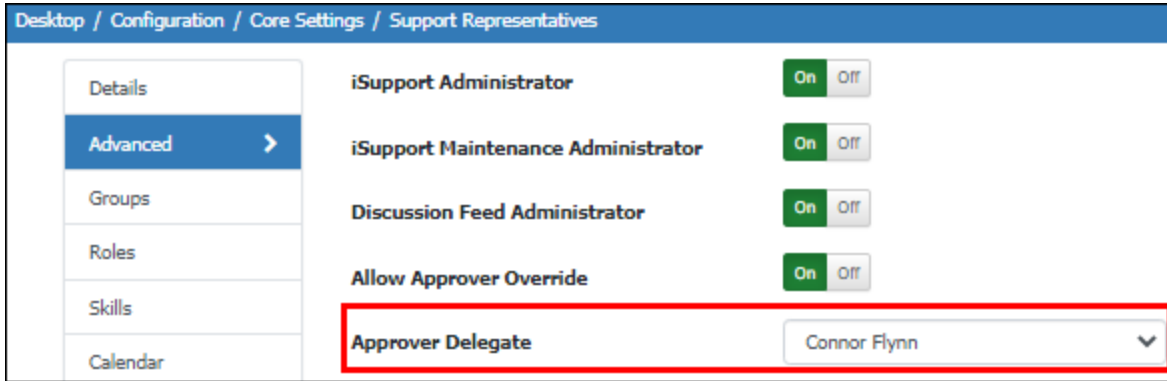 Desktop / Configuration / Core Settings / Support Representatives
Details
Advanced
Groups
Roles
Skills
Calendar
iSupport Administrator On Off
iSupport Maintenance Administrator On Off
Discussion Feed Administrator On Off
Allow Approver Override On Off
Approver Delegate Connor Flynn